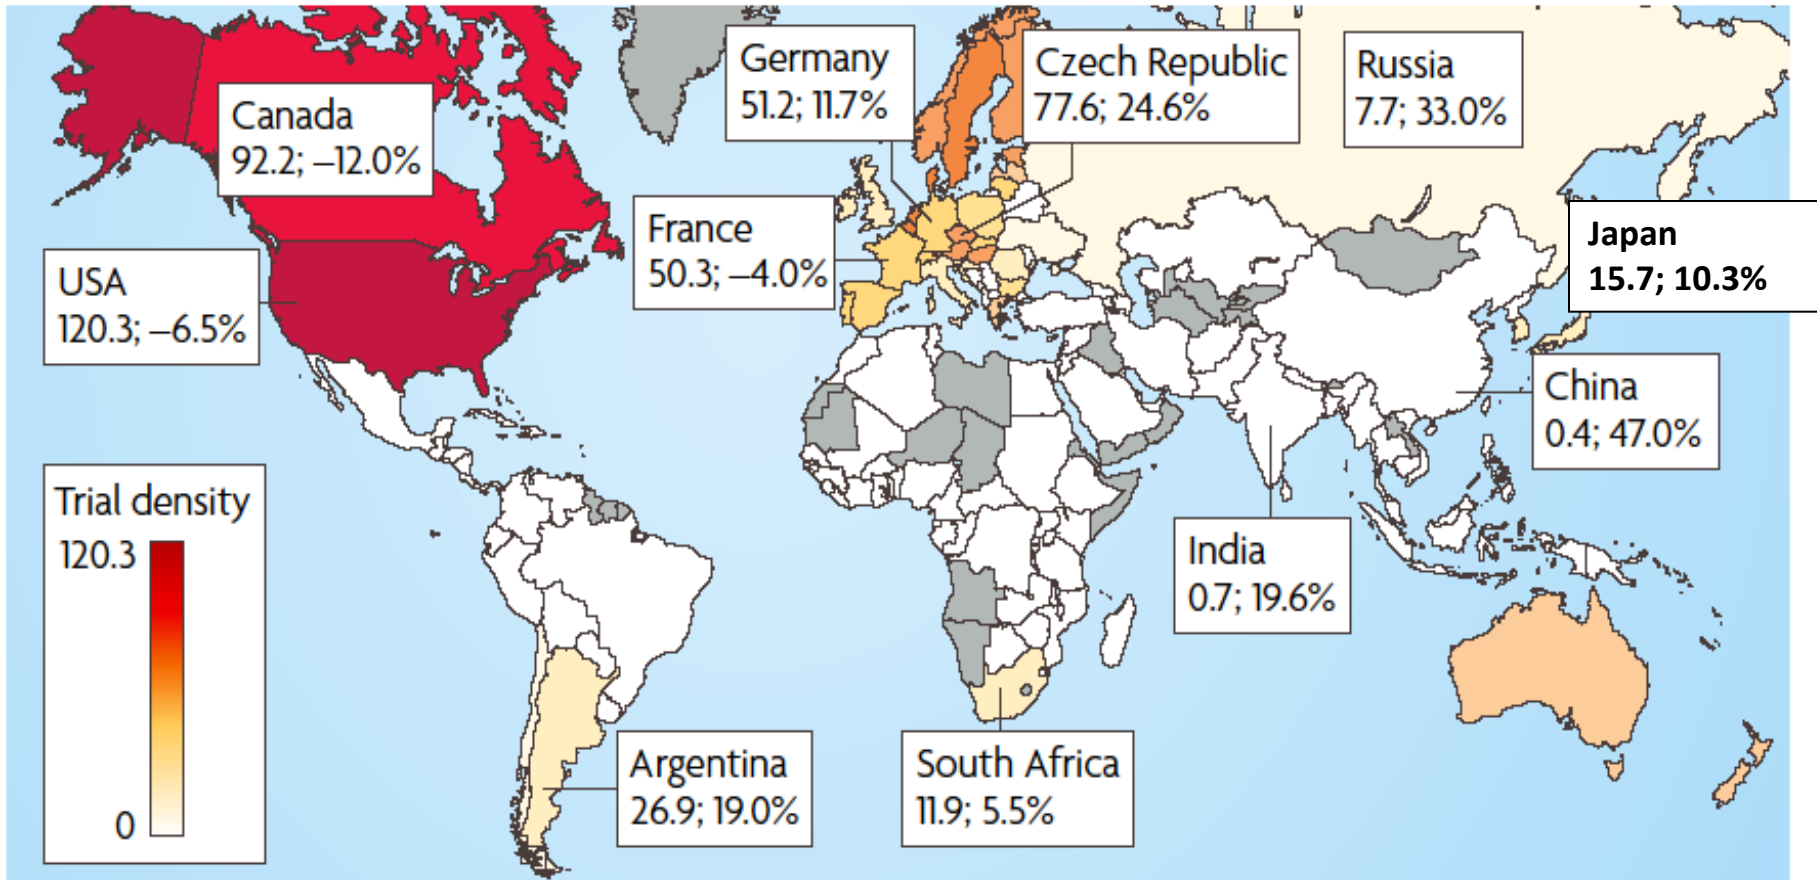 Germany
51.2; 11.7%
Czech Republic
77.6; 24.6%
Russia
7.7; 33.0%
Canada
92.2; –12.0%
France
50.3; –4.0%
Japan
15.7; 10.3%
USA
120.3; –6.5%
China
0.4; 47.0%
Trial density
120.3
0
India
0.7; 19.6%
Argentina
26.9; 19.0%
South Africa
11.9; 5.5%